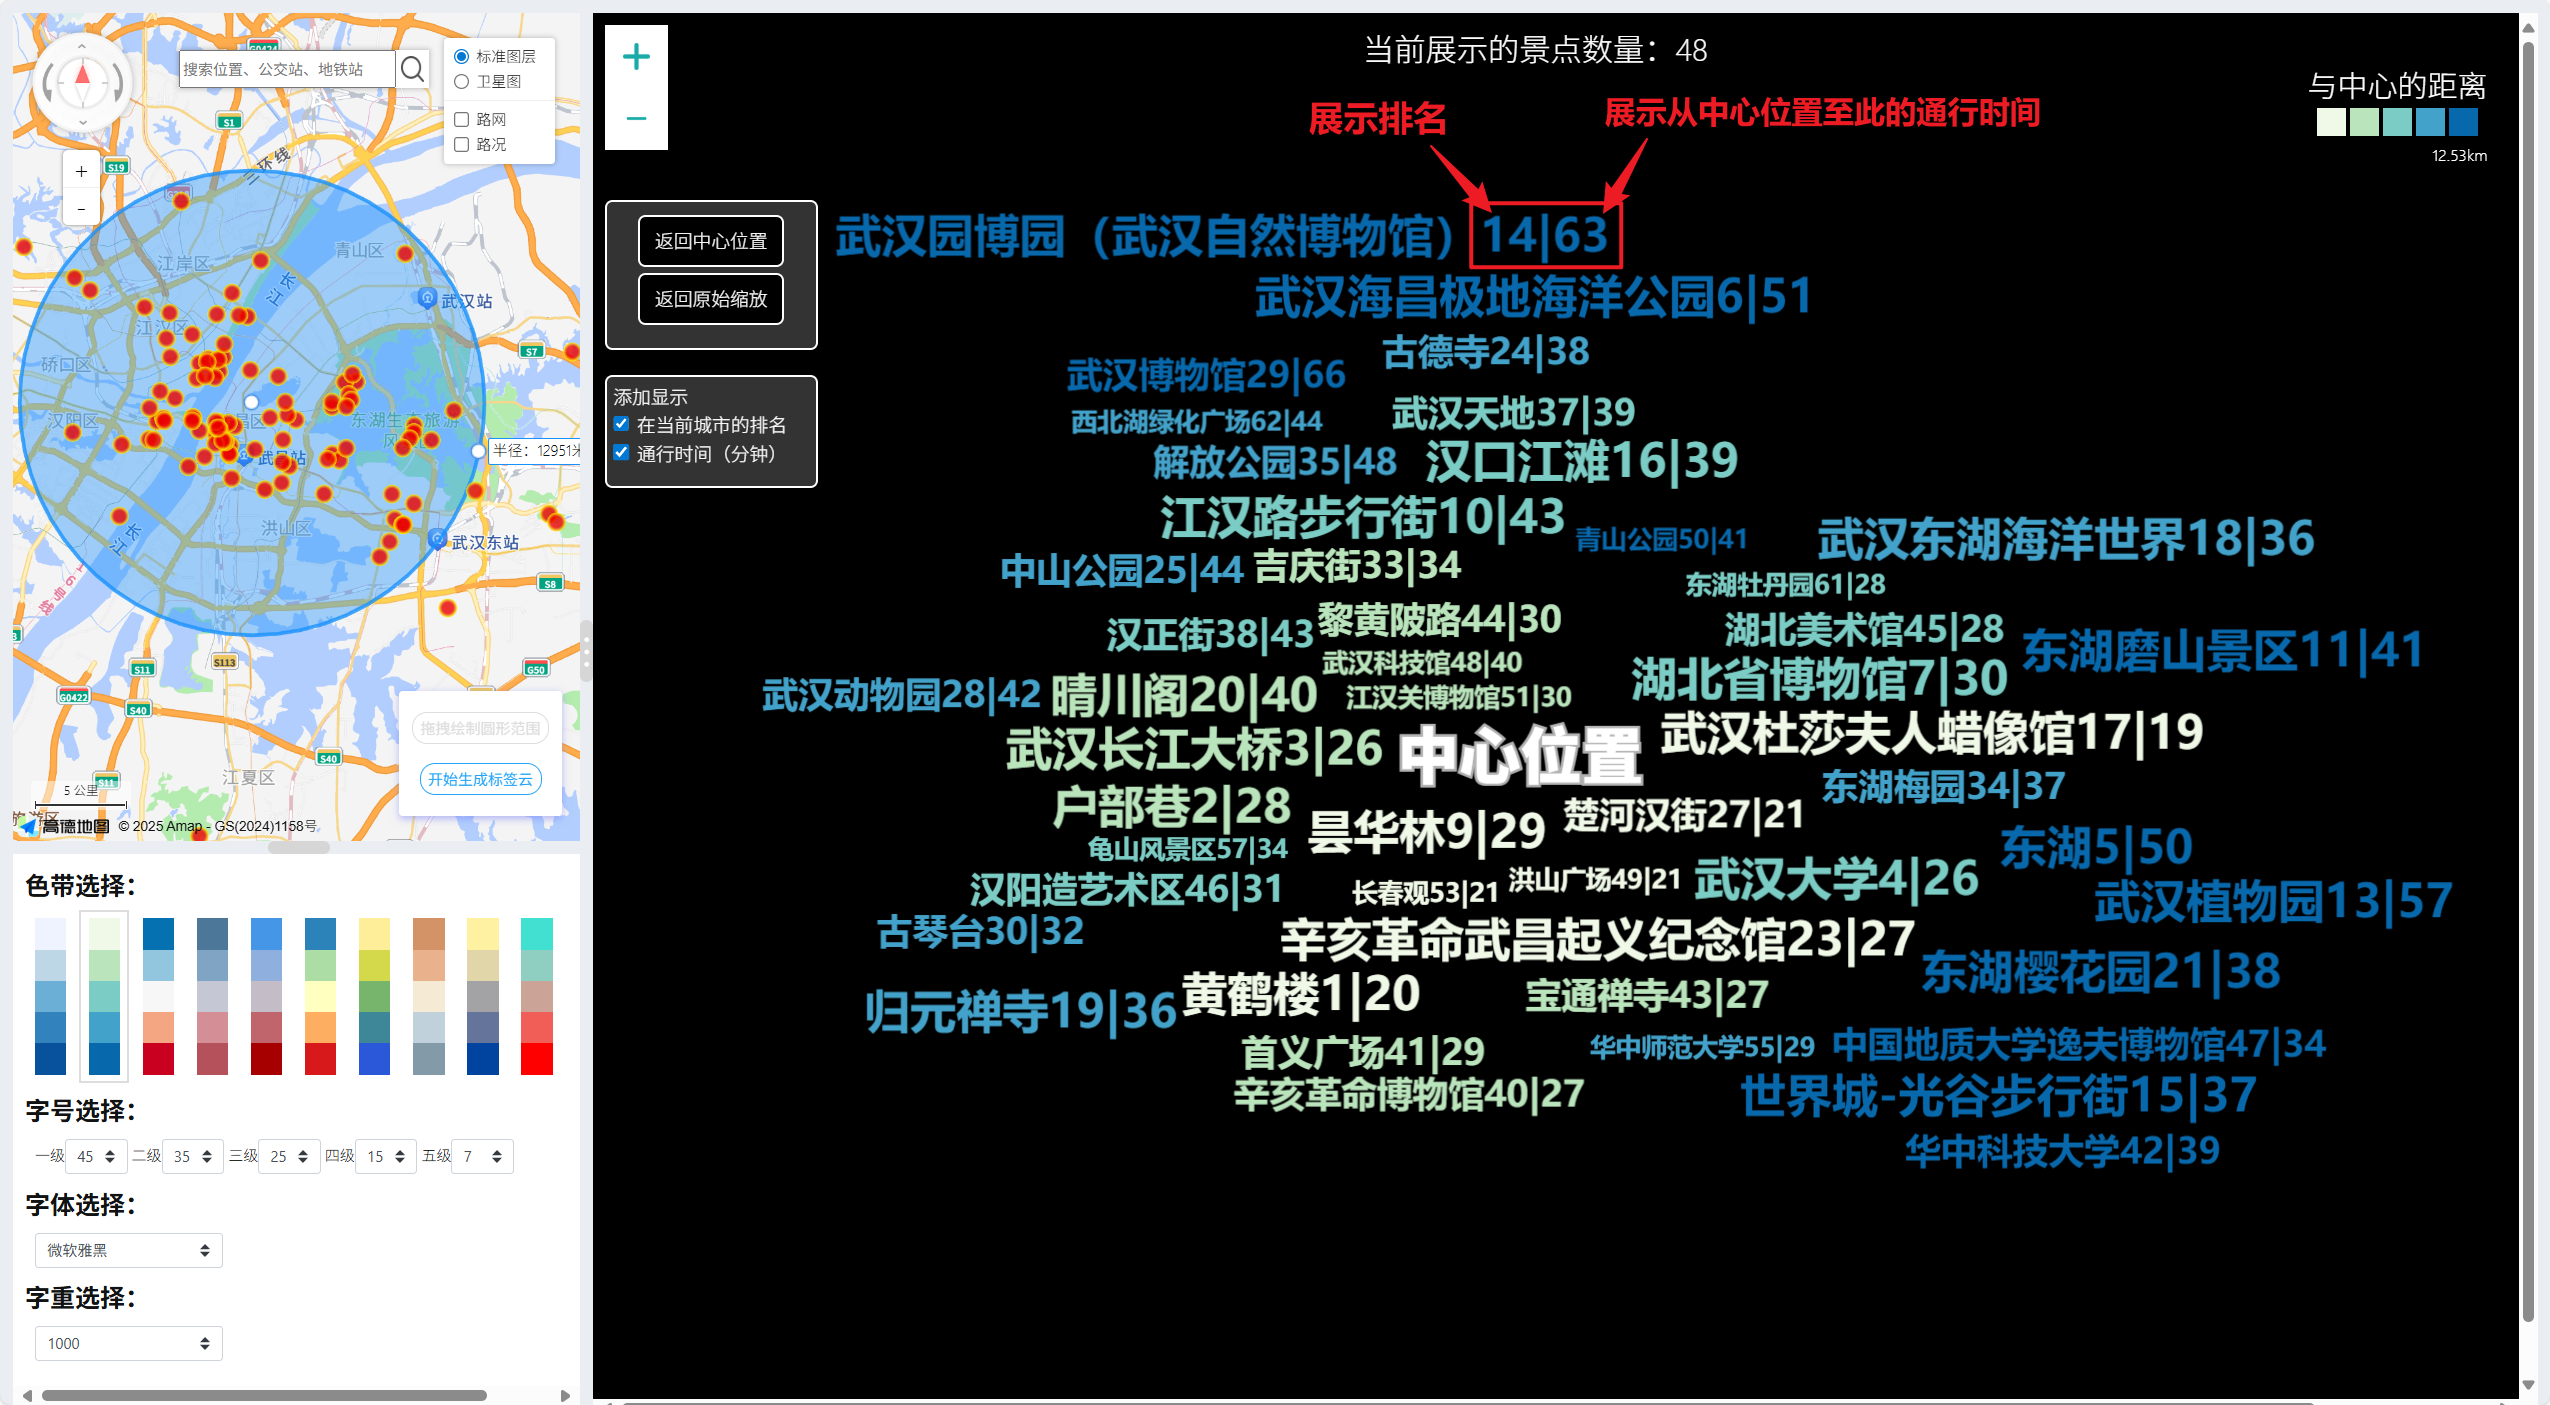 搜索位置、公交站、地铁站
标准图层
卫星图
路网
路况
S1
S19
三环线
+
-
青山区
江岸区
长江
武汉站
江汉区
硚口区
S7
汉阳区
东湖生态旅游
半径：12951米
武昌站
洪山区
武汉东站
长江
16号线
S8
S113
S11
G50
G0422
S40
S40
江夏区
S11
拖拽绘制圆形范围
开始生成标签云
5 公里
高德地图 © 2025 Amap - GS(2024)1158号
色带选择：
字号选择：
一级 45 二级 35 三级 25 四级 15 五级 7
字体选择：
微软雅黑
字重选择：
1000
+
−
当前展示的景点数量：48
与中心的距离
12.53km
展示排名
展示从中心位置至此的通行时间
返回中心位置
返回原始缩放
添加显示
在当前城市的排名
通行时间（分钟）
武汉园博园（武汉自然博物馆）14|63
武汉海昌极地海洋公园6|51
古德寺24|38
武汉博物馆29|66
西北湖绿化广场62|44
武汉天地37|39
解放公园35|48
汉口江滩16|39
江汉路步行街10|43
青山公园50|41
武汉东湖海洋世界18|36
中山公园25|44
吉庆街33|34
东湖牡丹园61|28
汉正街38|43
黎黄陂路44|30
湖北美术馆45|28
东湖磨山景区11|41
武汉科技馆48|40
武汉动物园28|42
晴川阁20|40
江汉关博物馆51|30
湖北省博物馆7|30
武汉长江大桥3|26
中心位置
武汉杜莎夫人蜡像馆17|19
东湖梅园34|37
户部巷2|28
昙华林9|29
楚河汉街27|21
东湖5|50
龟山风景区57|34
汉阳造艺术区46|31
长春观53|21
洪山广场49|21
武汉大学4|26
武汉植物园13|57
古琴台30|32
辛亥革命武昌起义纪念馆23|27
东湖樱花园21|38
归元禅寺19|36
黄鹤楼1|20
宝通禅寺43|27
首义广场41|29
华中师范大学55|29
中国地质大学逸夫博物馆47|34
辛亥革命博物馆40|27
世界城-光谷步行街15|37
华中科技大学42|39